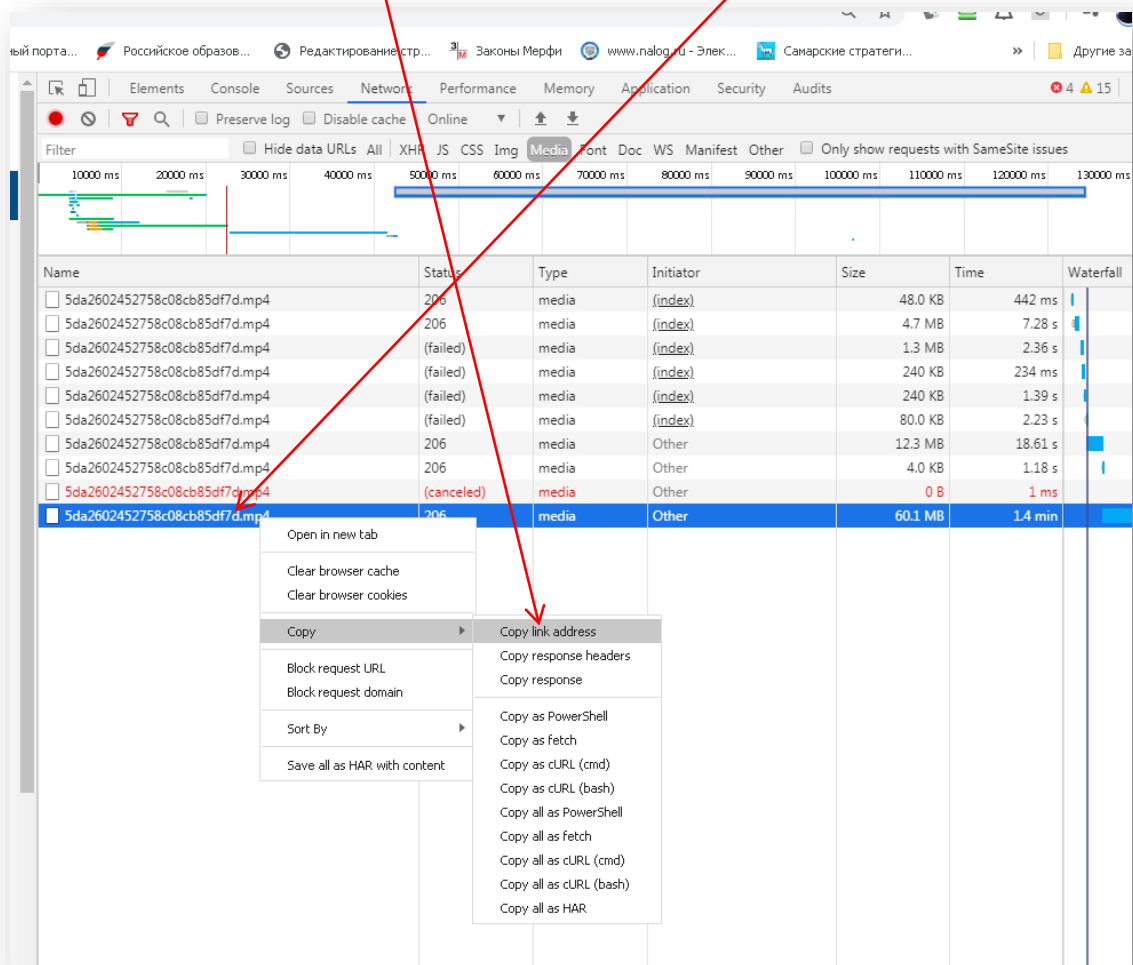 ный порта... Российское образов... Редактирование стр... Законы Мерфи www.nalog.ru - Элек... Самарские стратеги... » Другие за
Elements Console Sources Network Performance Memory Application Security Audits 4 15
Preserve log Disable cache Online
Filter Hide data URLs All XHR JS CSS Img Media Font Doc WS Manifest Other Only show requests with SameSite issues
10000 ms 20000 ms 30000 ms 40000 ms 50000 ms 60000 ms 70000 ms 80000 ms 90000 ms 100000 ms 110000 ms 120000 ms 130000 ms
Name Status Type Initiator Size Time Waterfall
5da2602452758c08cb85df7d.mp4 206 media (index) 48.0 KB 442 ms
5da2602452758c08cb85df7d.mp4 206 media (index) 4.7 MB 7.28 s
5da2602452758c08cb85df7d.mp4 (failed) media (index) 1.3 MB 2.36 s
5da2602452758c08cb85df7d.mp4 (failed) media (index) 240 KB 234 ms
5da2602452758c08cb85df7d.mp4 (failed) media (index) 240 KB 1.39 s
5da2602452758c08cb85df7d.mp4 (failed) media (index) 80.0 KB 2.23 s
5da2602452758c08cb85df7d.mp4 206 media Other 12.3 MB 18.61 s
5da2602452758c08cb85df7d.mp4 206 media Other 4.0 KB 1.18 s
5da2602452758c08cb85df7d.mp4 (canceled) media Other 0 B 1 ms
5da2602452758c08cb85df7d.mp4 206 media Other 60.1 MB 1.4 min
Open in new tab
Clear browser cache
Clear browser cookies
Copy
Block request URL
Block request domain
Sort By
Save all as HAR with content
Copy link address
Copy response headers
Copy response
Copy as PowerShell
Copy as fetch
Copy as cURL (cmd)
Copy as cURL (bash)
Copy all as PowerShell
Copy all as fetch
Copy all as cURL (cmd)
Copy all as cURL (bash)
Copy all as HAR